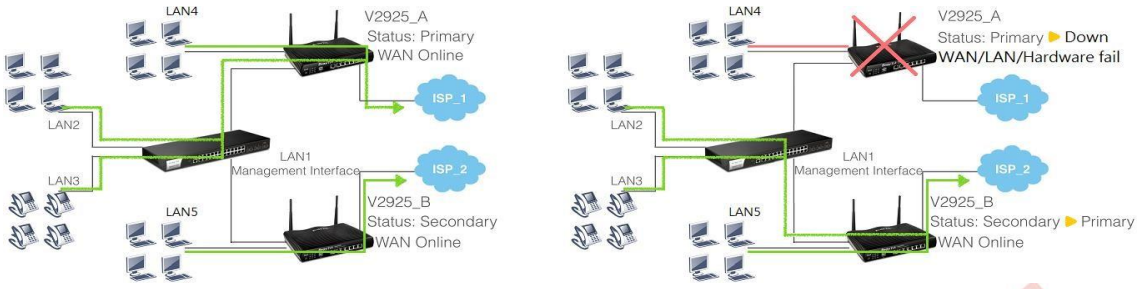 LAN4
V2925_A
Status: Primary
WAN Online
ISP_1
LAN2
LAN1
Management Interface
ISP_2
LAN3
V2925_B
LAN5
Status: Secondary
WAN Online
LAN4
V2925_A
Status: Primary Down
WAN/LAN/Hardware fail
ISP_1
LAN2
LAN1
Management Interface
ISP_2
LAN3
V2925_B
LAN5
Status: Secondary Primary
WAN Online